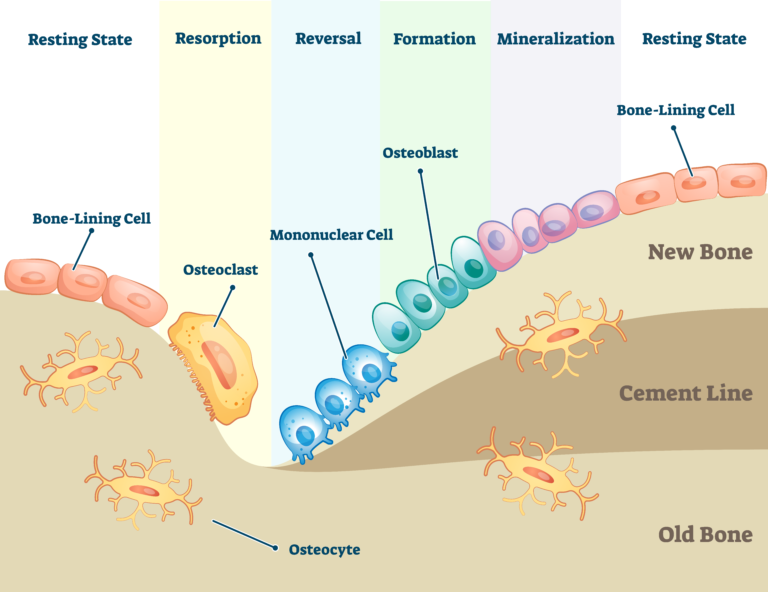 Resting State
Resorption
Reversal
Formation
Mineralization
Resting State
Bone-Lining Cell
Osteoblast
Bone-Lining Cell
Mononuclear Cell
New Bone
Osteoclast
Cement Line
Old Bone
Osteocyte